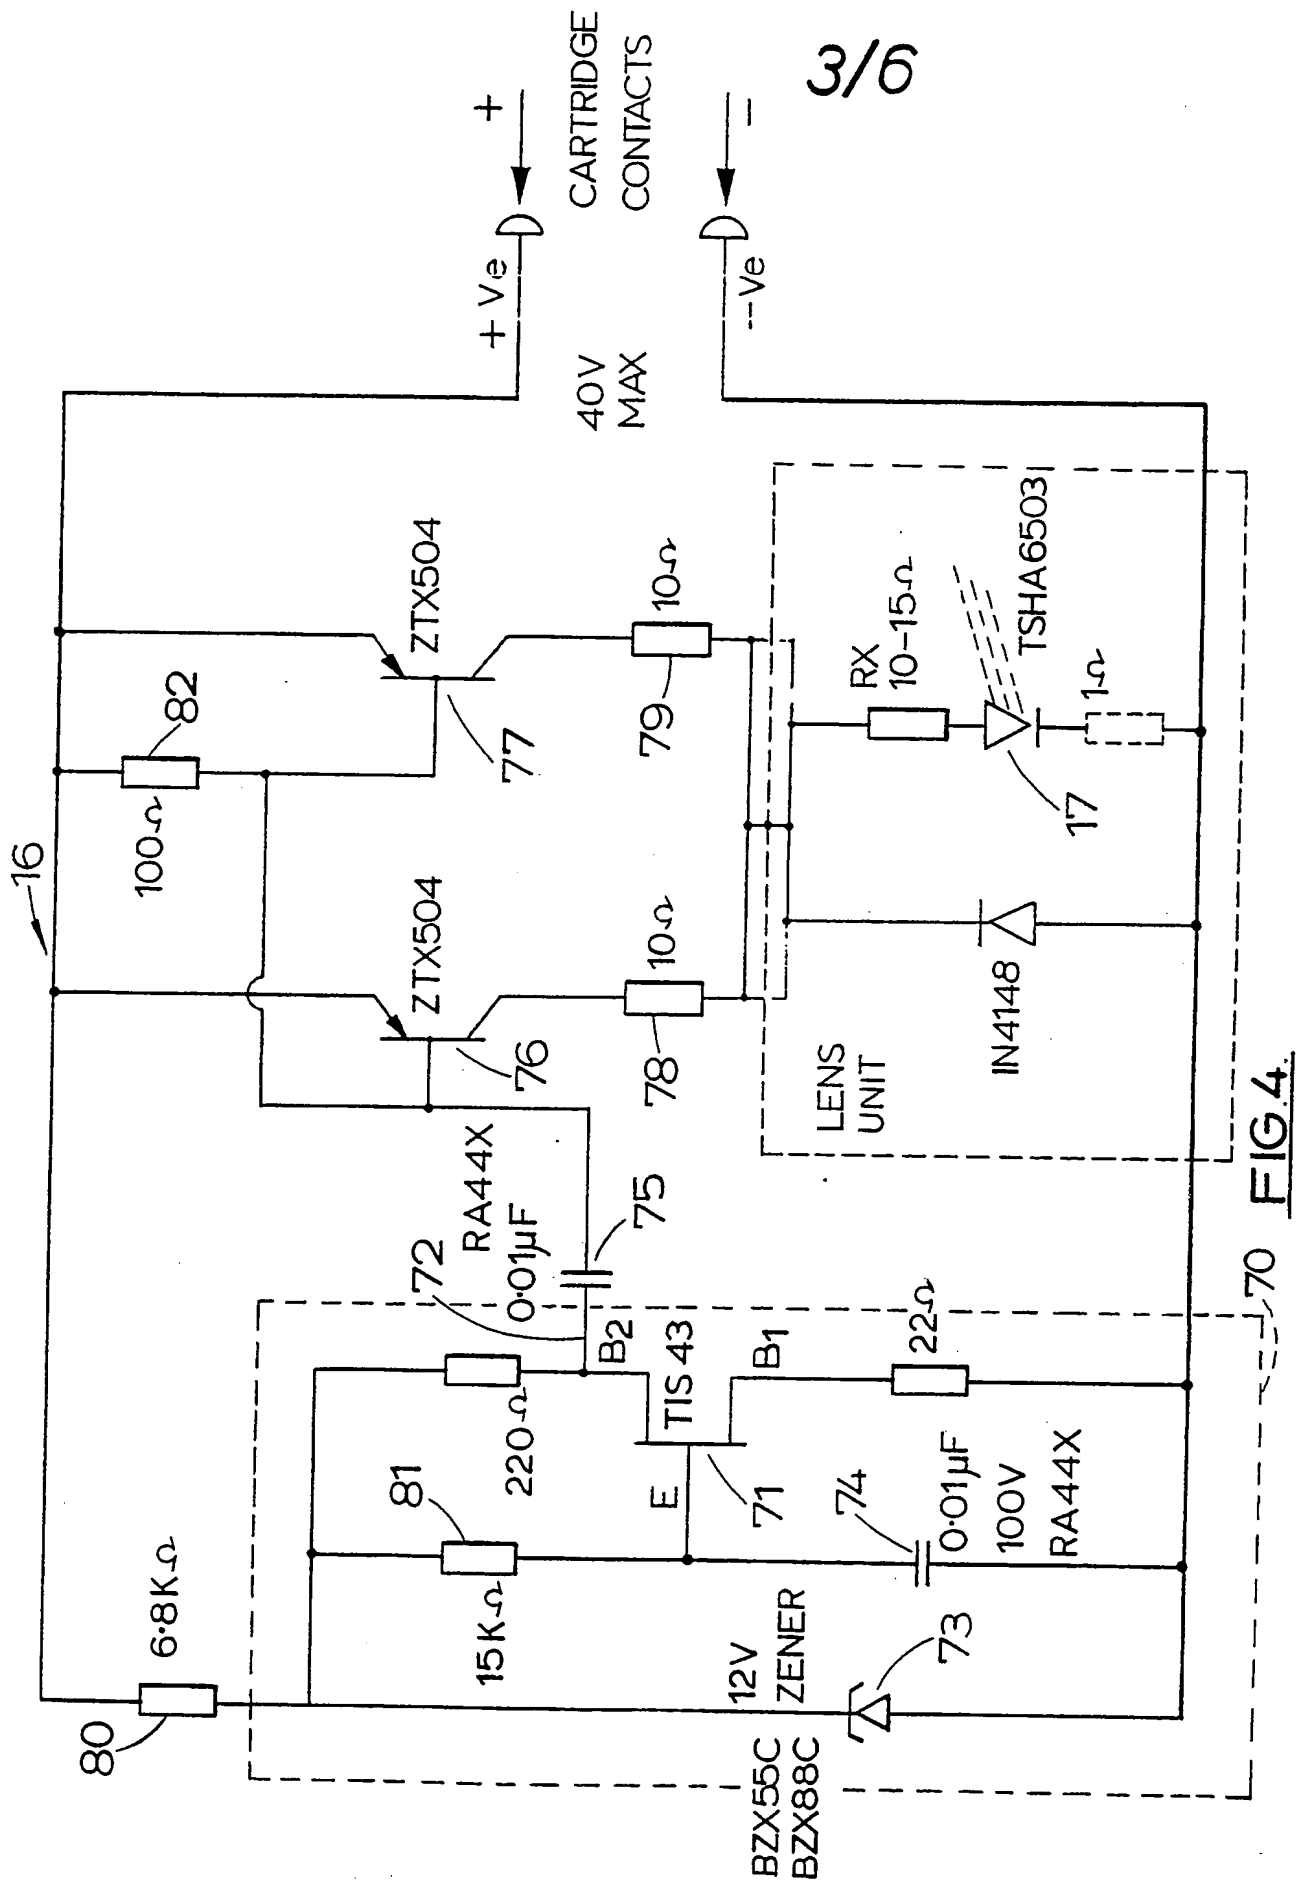 3/6
16
80
6·8KΩ
82
100Ω
+
+ Ve
CARTRIDGE
CONTACTS
−
--Ve
40V
MAX
ZTX504
76
ZTX504
77
10Ω
78
10Ω
79
RA44X
0·01µF
72
75
81
15KΩ
220Ω
B2
TIS 43
B1
E
71
22Ω
74
0·01µF
100V
RA44X
12V
ZENER
73
BZX55C
BZX88C
70
LENS
UNIT
IN4148
RX
10-15Ω
TSHA6503
1Ω
17
FIG.4.